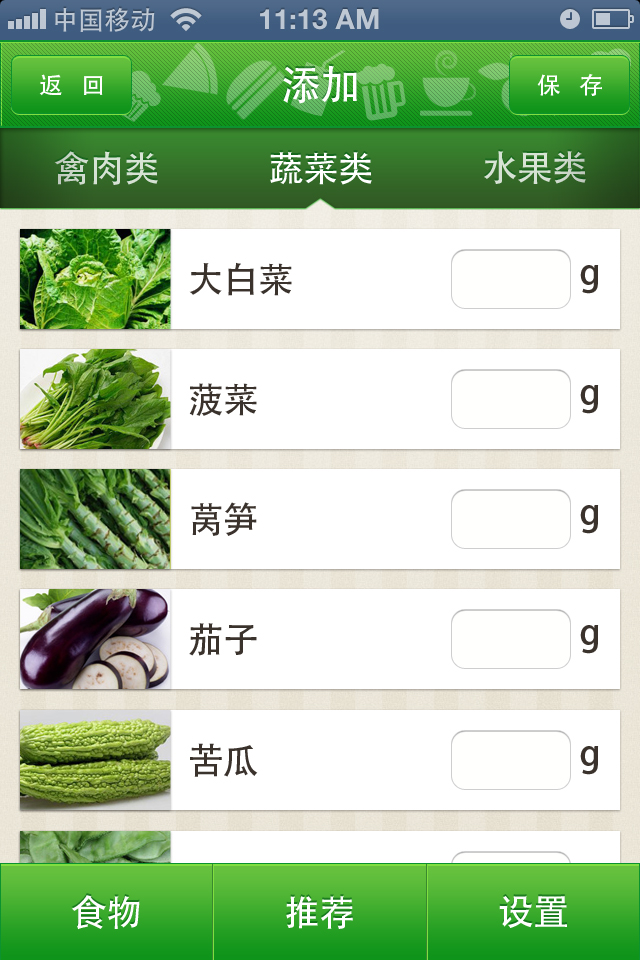 中国移动 11:13 AM
返 回 添加 保 存
禽肉类 蔬菜类 水果类
大白菜 g
菠菜 g
莴笋 g
茄子 g
苦瓜 g
食物 推荐 设置